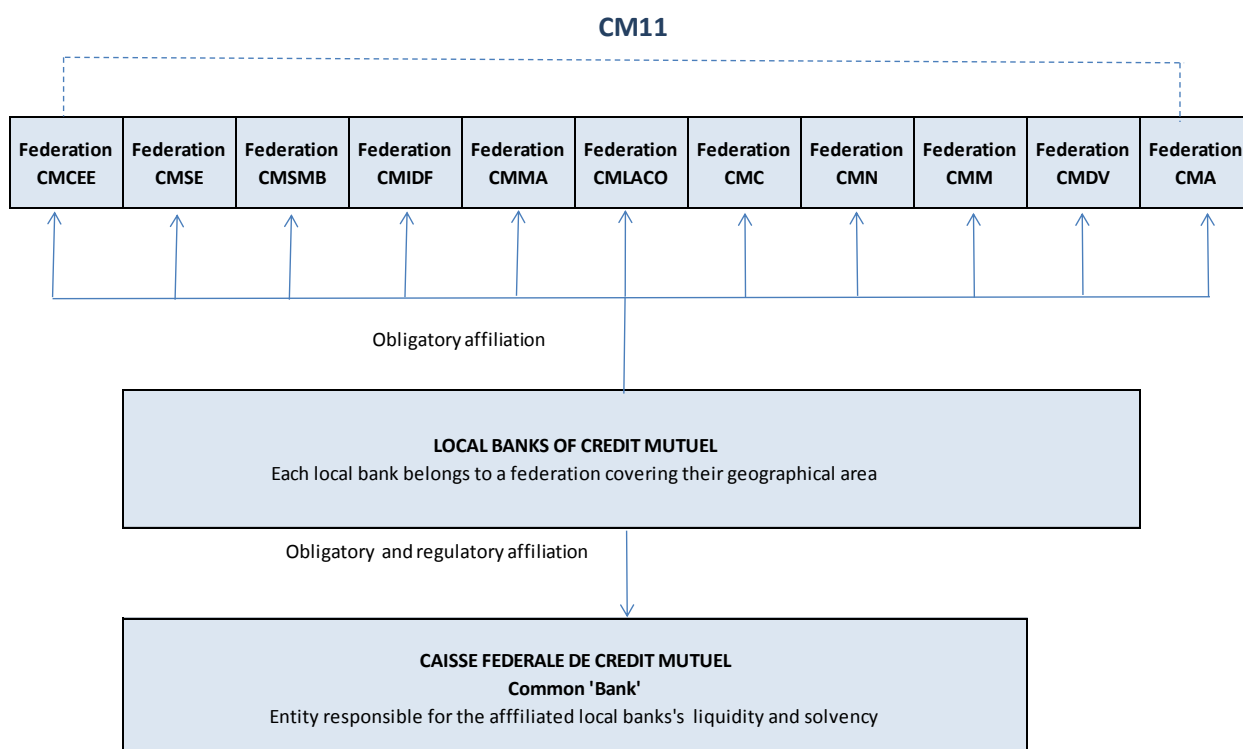 CM11
Federation CMCEE
Federation CMSE
Federation CMSMB
Federation CMIDF
Federation CMMA
Federation CMLACO
Federation CMC
Federation CMN
Federation CMM
Federation CMDV
Federation CMA
Obligatory affiliation
LOCAL BANKS OF CREDIT MUTUEL
Each local bank belongs to a federation covering their geographical area
Obligatory and regulatory affiliation
CAISSE FEDERALE DE CREDIT MUTUEL
Common 'Bank'
Entity responsible for the afffiliated local banks's liquidity and solvency